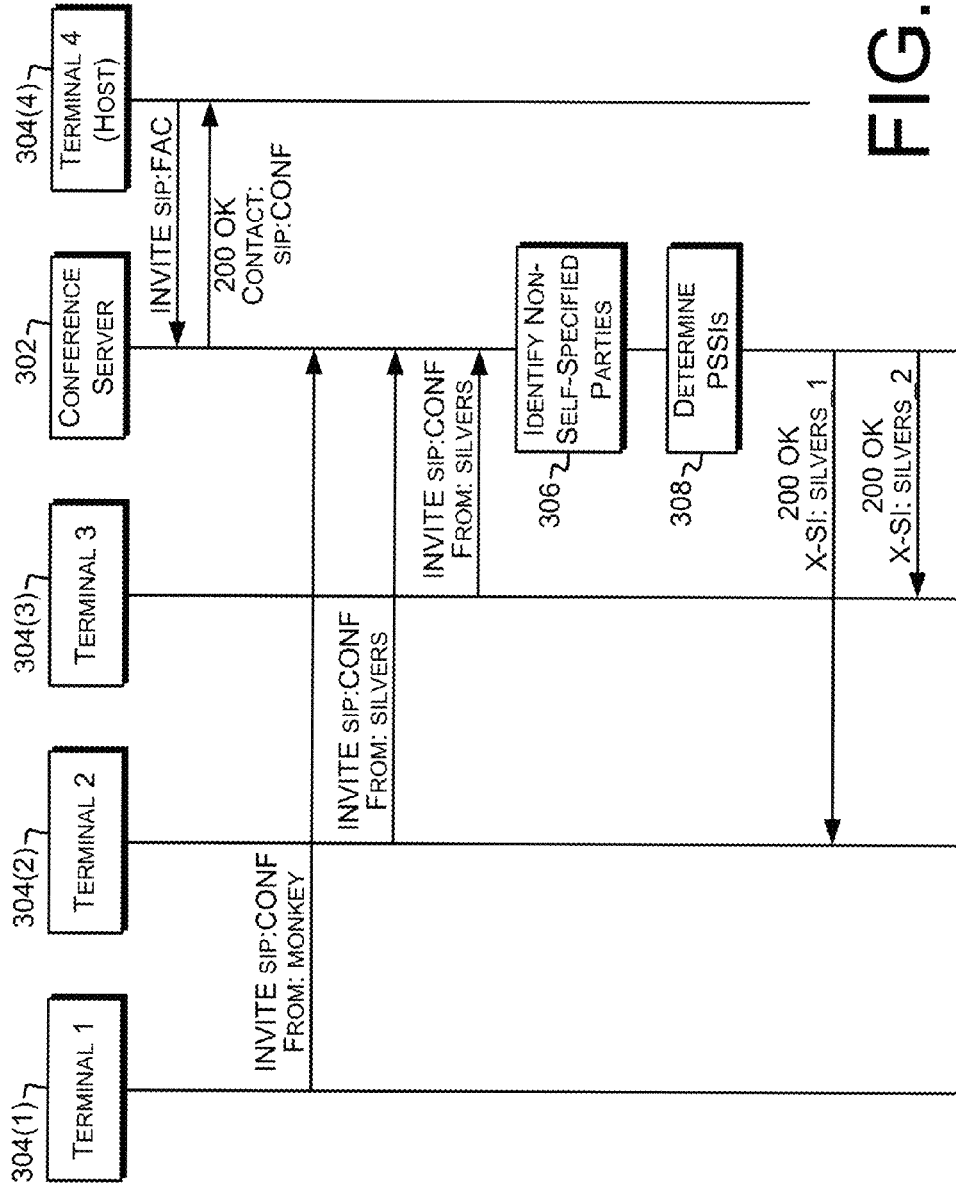 304(1)
TERMINAL 1
304(2)
TERMINAL 2
304(3)
TERMINAL 3
302
CONFERENCE
SERVER
304(4)
TERMINAL 4
(HOST)
INVITE SIP:FAC
200 OK
CONTACT:
SIP:CONF
INVITE SIP:CONF
FROM: MONKEY
INVITE SIP:CONF
FROM: SILVERS
INVITE SIP:CONF
FROM: SILVERS
306
IDENTIFY NON-
SELF-SPECIFIED
PARTIES
308
DETERMINE
PSSIS
200 OK
X-SI: SILVERS_1
200 OK
X-SI: SILVERS_2
FIG.